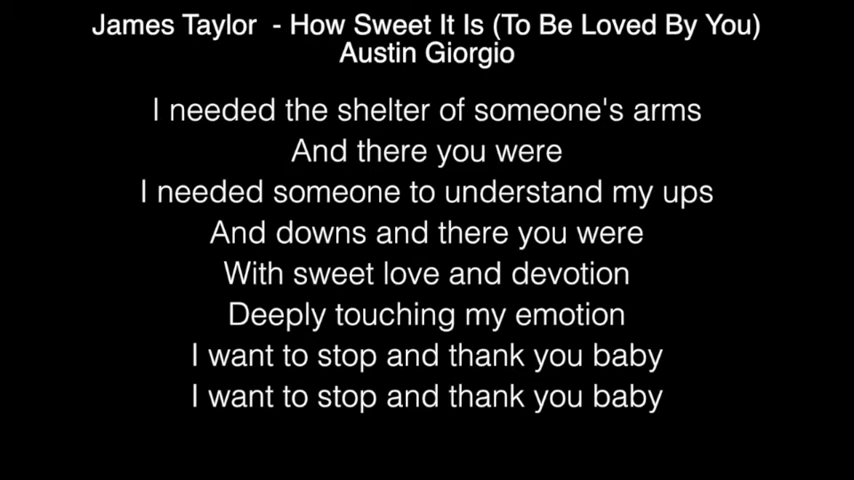 James Taylor - How Sweet It Is (To Be Loved By You)
Austin Giorgio
I needed the shelter of someone's arms
And there you were
I needed someone to understand my ups
And downs and there you were
With sweet love and devotion
Deeply touching my emotion
I want to stop and thank you baby
I want to stop and thank you baby